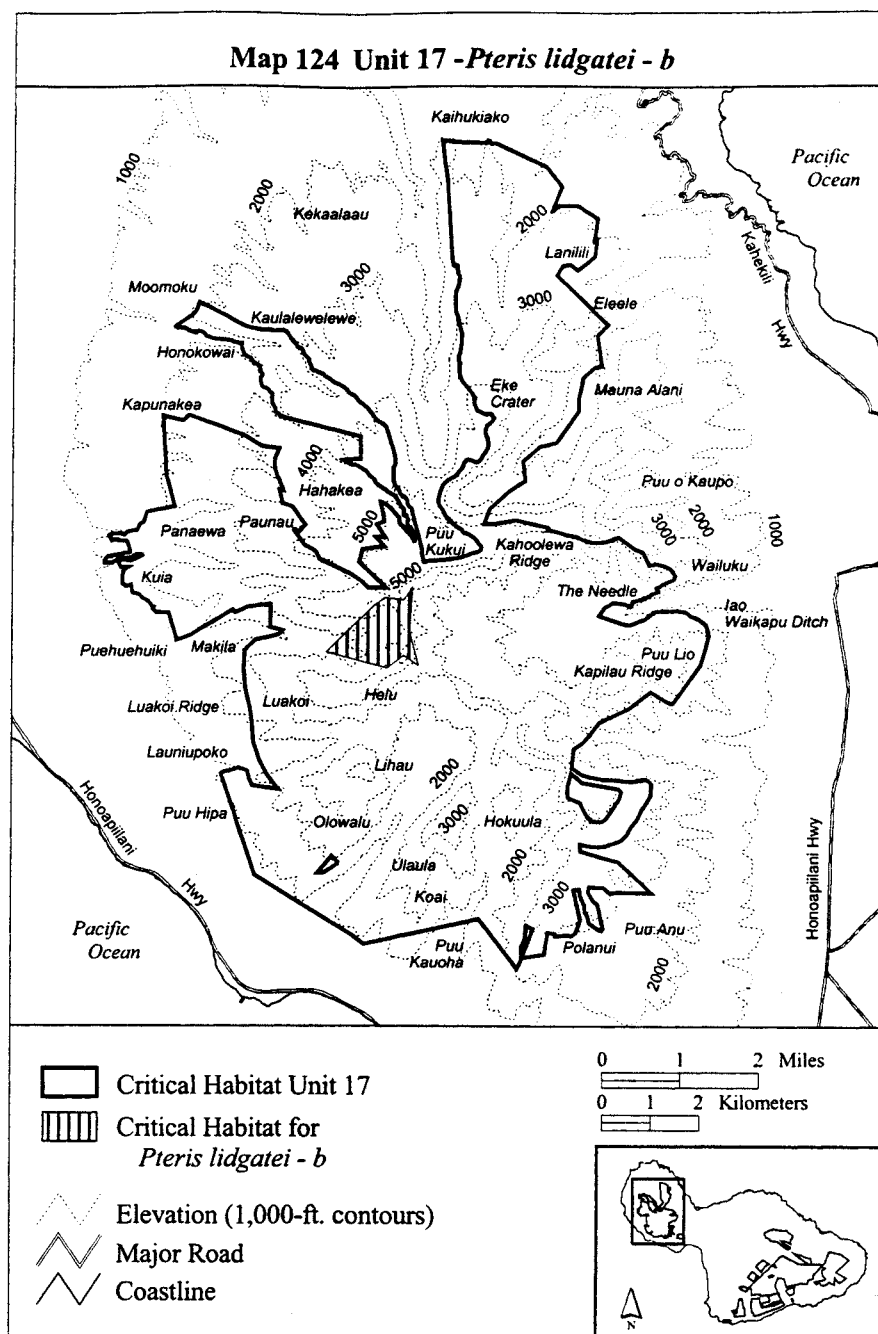 Map 124 Unit 17 -Pteris lidgatei - b
Kaihukiako
Pacific
Ocean
1000
2000
Kekaalaau
2000
Lanilili
Kahekili
Hwy
3000
3000
Eleele
Moomoku
Kaulalewelewe
Honokowai
Eke
Crater
Mauna Alani
Kapunakea
4000
Hahakea
Puu o Kaupo
Panaewa
Paunau
5000
Puu
Kukui
Kahoolewa
Ridge
3000
2000
1000
Wailuku
Kuia
5000
The Needle
Iao
Waikapu Ditch
Puehuehuiki
Makila
Puu Lio
Kapilau Ridge
Luakoi Ridge
Luakoi
Helu
Launiupoko
Lihau
2000
Puu Hipa
Olowalu
3000
Hokuula
Honoapiilani
Hwy
Honoapiilani Hwy
Ulaula
2000
Koai
3000
Pacific
Ocean
Puu
Kauoha
Polanui
Puu Anu
2000
Critical Habitat Unit 17
Critical Habitat for
Pteris lidgatei - b
Elevation (1,000-ft. contours)
Major Road
Coastline
0 1 2 Miles
0 1 2 Kilometers
N